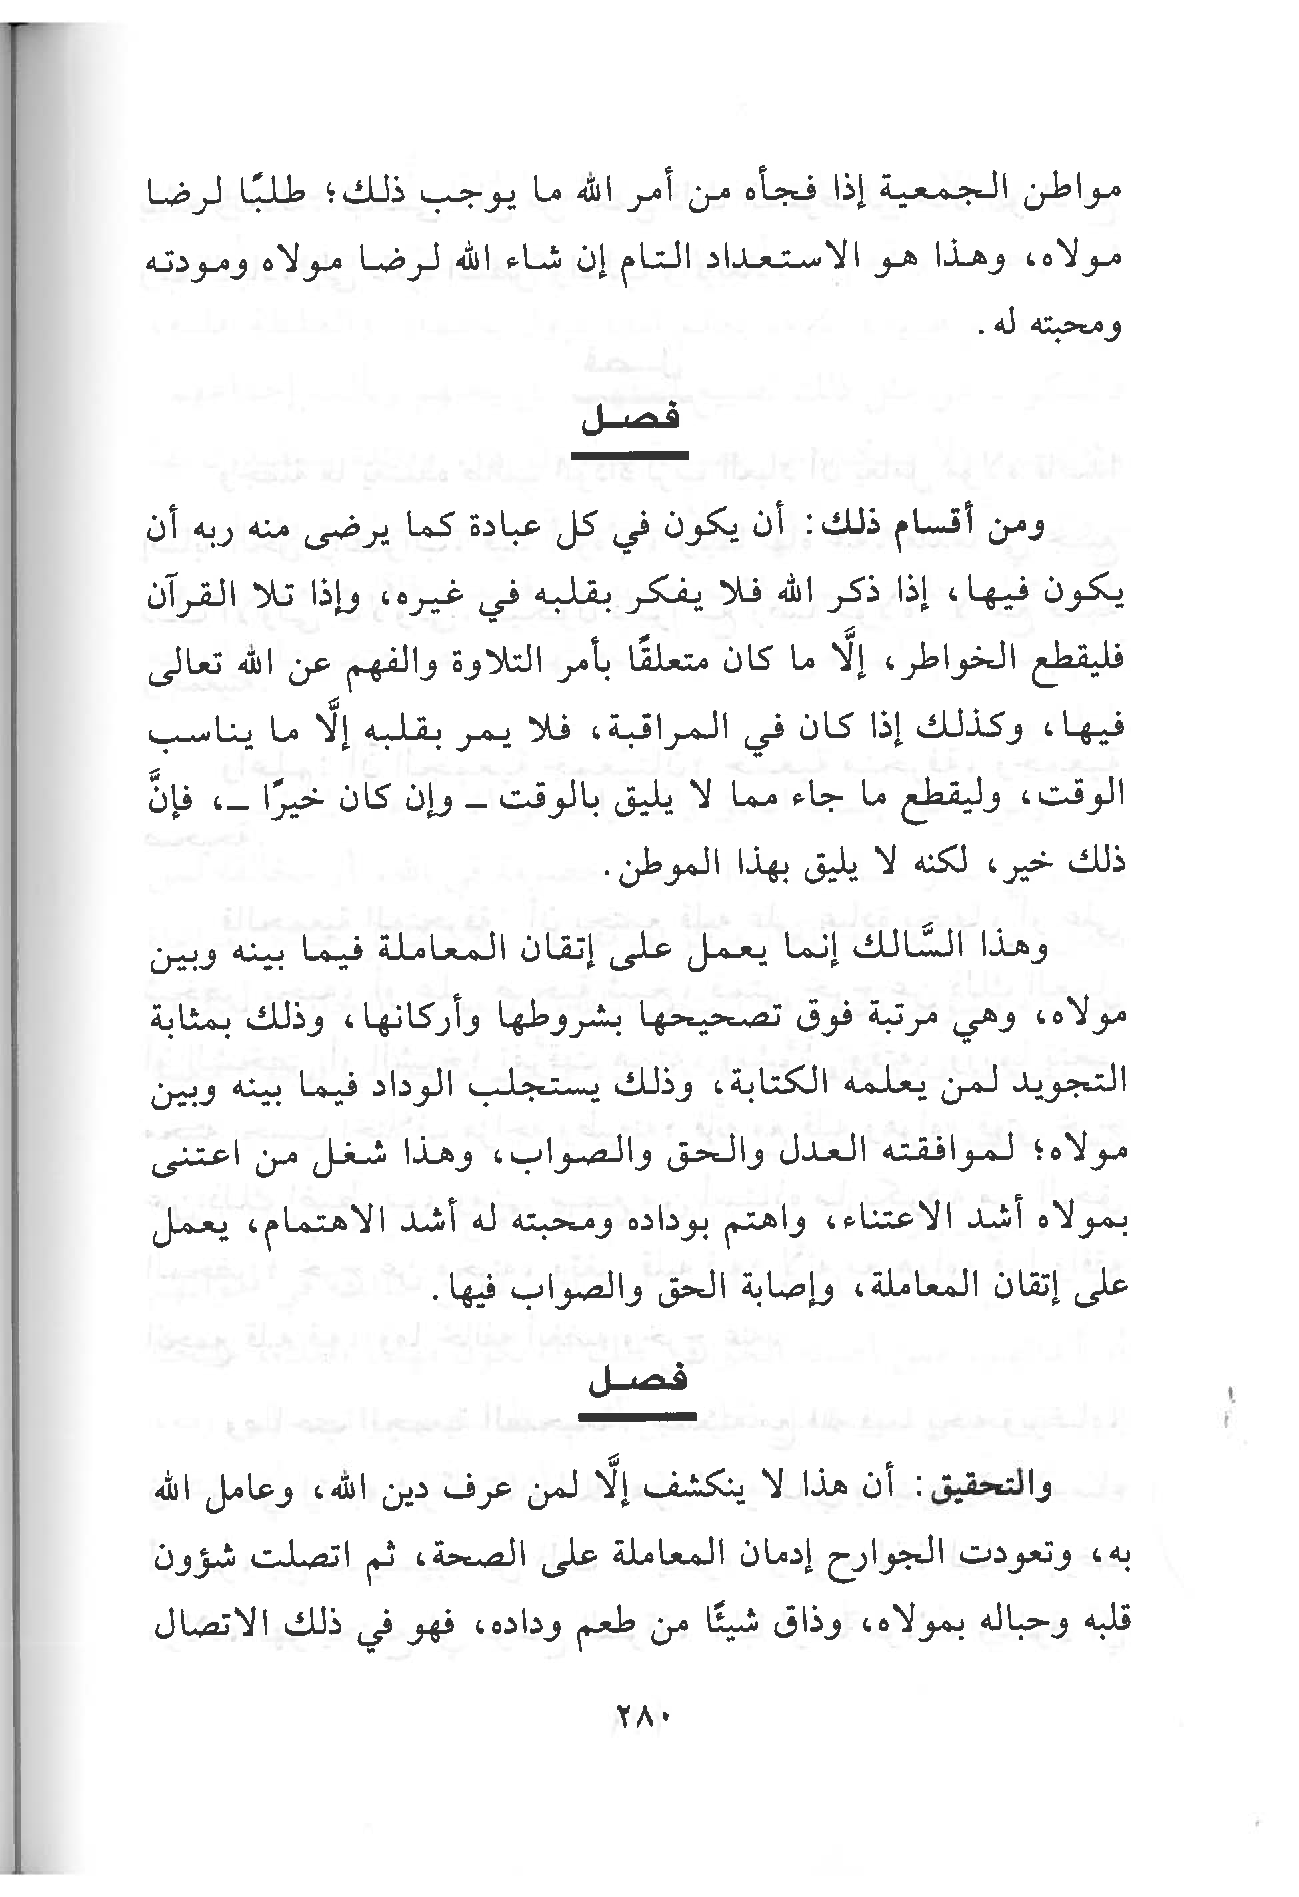 مواطن الجمعية إذا فجأه من أمر الله ما يوجب ذلك؛ طلبًا لرضا
مولاه، وهذا هو الاستعداد التام إن شاء الله لرضا مولاه ومودته
ومحبته له.
فصل
ومن أقسام ذلك: أن يكون في كل عبادة كما يرضى منه ربه أن
يكون فيها، إذا ذكر الله فلا يفكر بقلبه في غيره، وإذا تلا القرآن
فليقطع الخواطر، إلَّا ما كان متعلقًا بأمر التلاوة والفهم عن الله تعالى
فيها، وكذلك إذا كان في المراقبة، فلا يمر بقلبه إلَّا ما يناسب
الوقت، وليقطع ما جاء مما لا يليق بالوقت ـ وإن كان خيرًا ـ، فإنَّ
ذلك خير، لكنه لا يليق بهذا الموطن.
وهذا السَّالك إنما يعمل على إتقان المعاملة فيما بينه وبين
مولاه، وهي مرتبة فوق تصحيحها بشروطها وأركانها، وذلك بمثابة
التجويد لمن يعلمه الكتابة، وذلك يستجلب الوداد فيما بينه وبين
مولاه؛ لموافقته العدل والحق والصواب، وهذا شغل من اعتنى
بمولاه أشد الاعتناء، واهتم بوداده ومحبته له أشد الاهتمام، يعمل
على إتقان المعاملة، وإصابة الحق والصواب فيها.
فصل
والتحقيق: أن هذا لا ينكشف إلَّا لمن عرف دين الله، وعامل الله
به، وتعودت الجوارح إدمان المعاملة على الصحة، ثم اتصلت شؤون
قلبه وحباله بمولاه، وذاق شيئًا من طعم وداده، فهو في ذلك الاتصال
٢٨٠